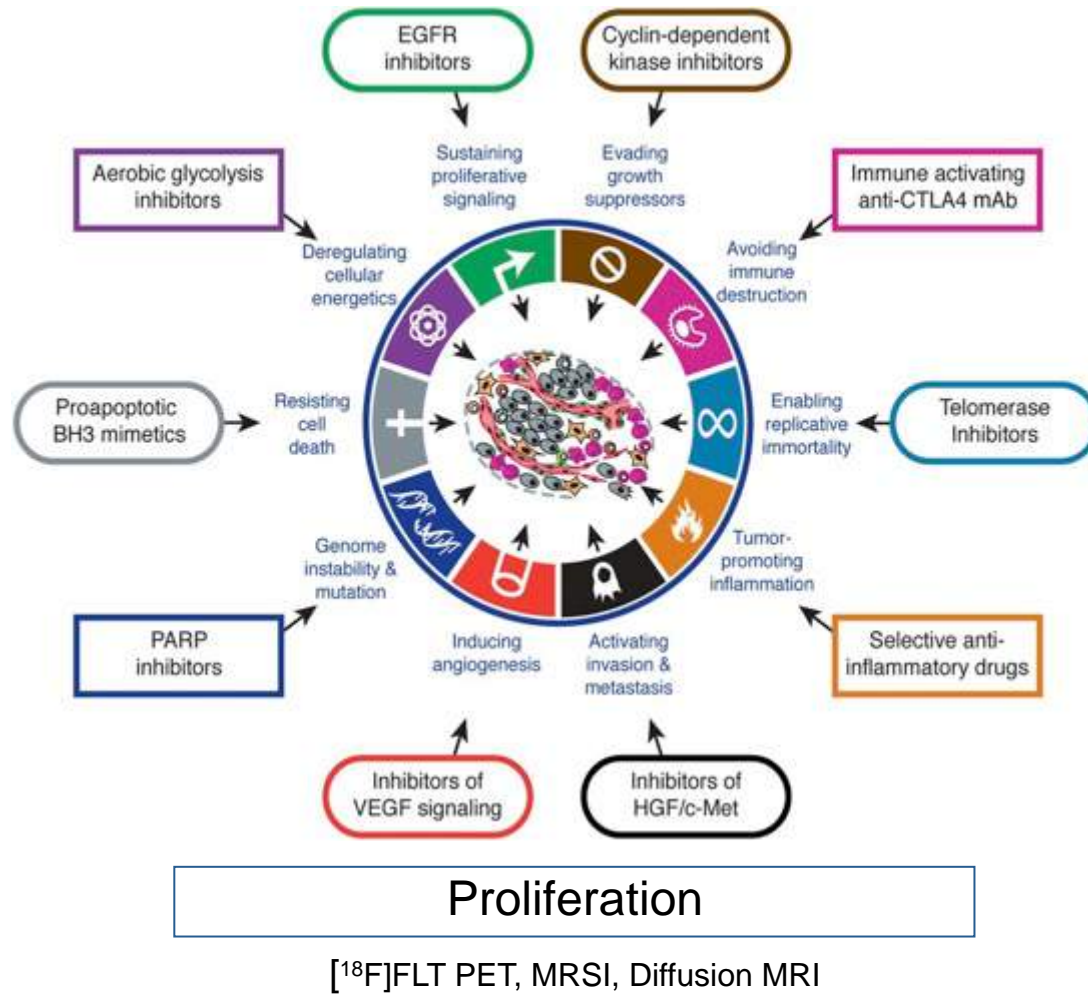 EGFR
inhibitors
Cyclin-dependent
kinase inhibitors
Sustaining
proliferative
signaling
Evading
growth
suppressors
Aerobic glycolysis
inhibitors
Immune activating
anti-CTLA4 mAb
Deregulating
cellular
energetics
Avoiding
immune
destruction
Proapoptotic
BH3 mimetics
Resisting
cell
death
Enabling
replicative
immortality
Telomerase
Inhibitors
Genome
instability &
mutation
Tumor-
promoting
inflammation
PARP
inhibitors
Inducing
angiogenesis
Activating
invasion &
metastasis
Selective anti-
inflammatory drugs
Inhibitors of
VEGF signaling
Inhibitors of
HGF/c-Met
Proliferation
[¹⁸F]FLT PET, MRSI, Diffusion MRI